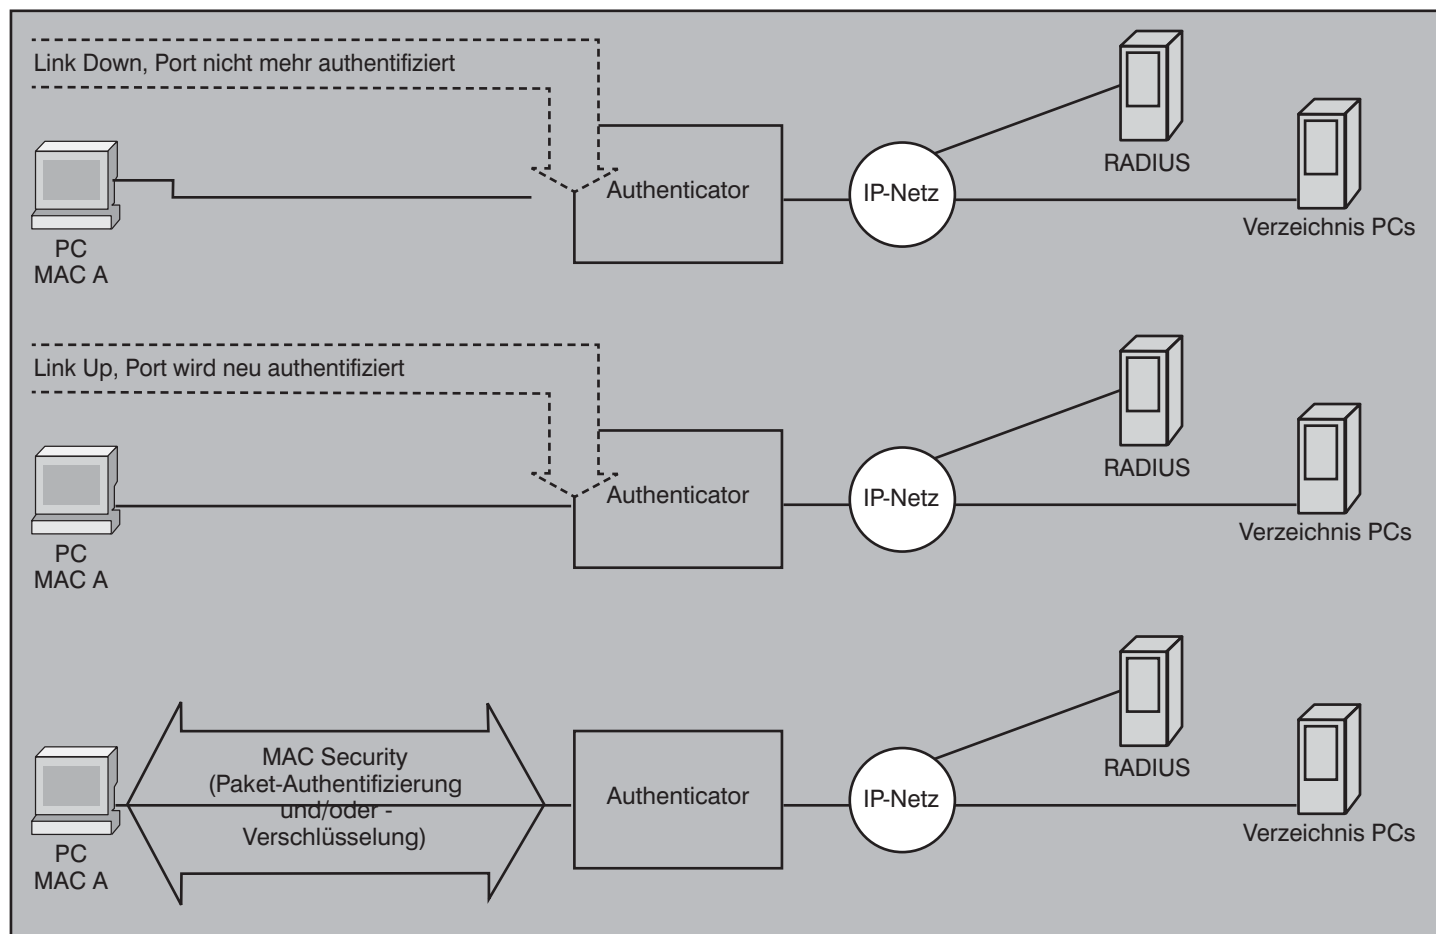 Link Down, Port nicht mehr authentifiziert
RADIUS
Authenticator
IP-Netz
Verzeichnis PCs
PC
MAC A
Link Up, Port wird neu authentifiziert
RADIUS
Authenticator
IP-Netz
Verzeichnis PCs
PC
MAC A
MAC Security
(Paket-Authentifizierung
und/oder -
Verschlüsselung)
RADIUS
Authenticator
IP-Netz
Verzeichnis PCs
PC
MAC A